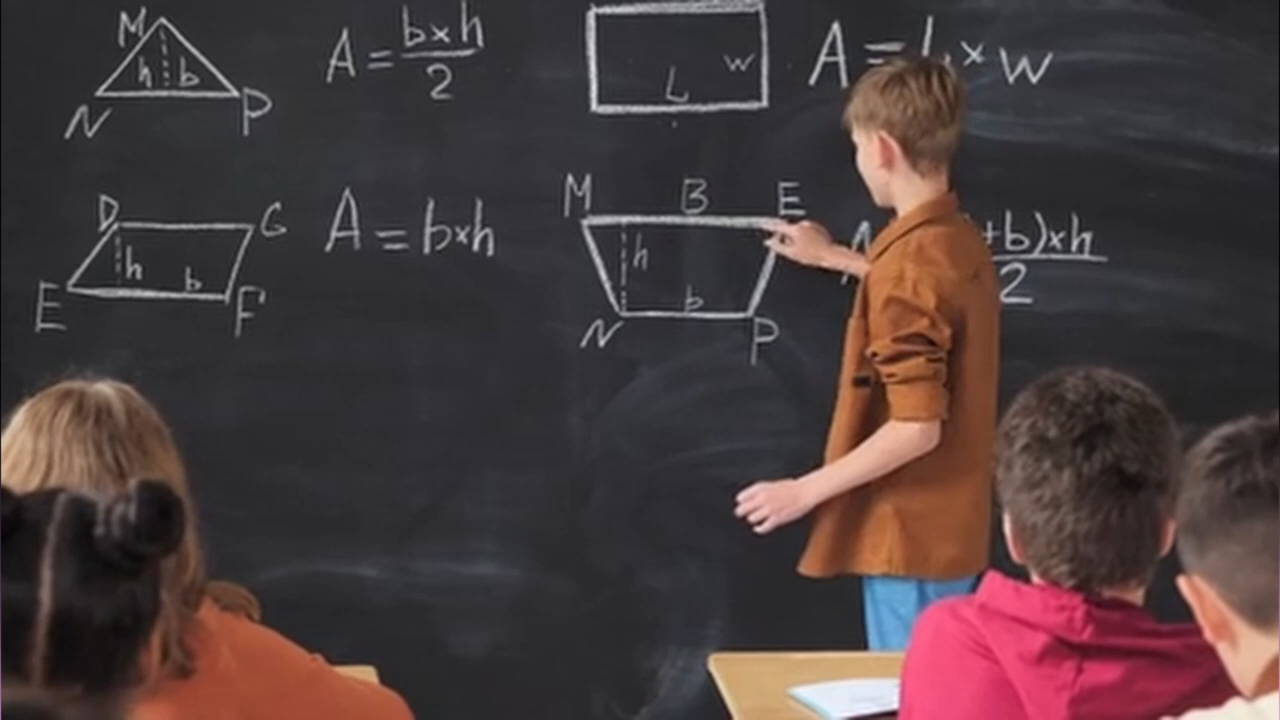 M
h b
N P
A = b×h
2
L w
A = L × w
D G
h b
E F
A = b×h
M B E
h
b
N P
A +b)×h
2